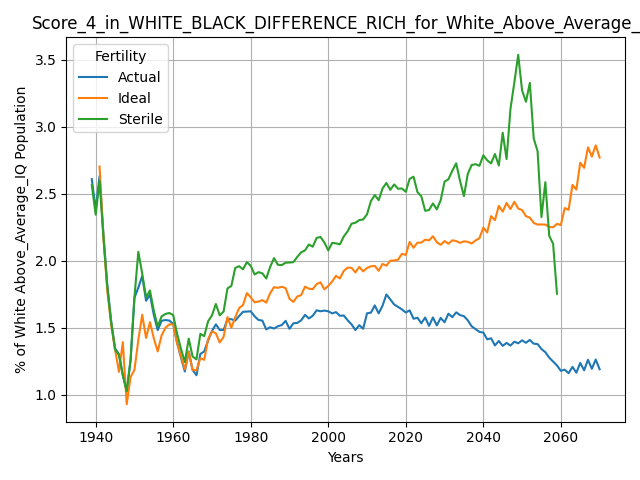 Score_4_in_WHITE_BLACK_DIFFERENCE_RICH_for_White_Above_Average_
Fertility
Actual
Ideal
Sterile
% of White Above_Average_IQ Population
3.5
3.0
2.5
2.0
1.5
1.0
1940
1960
1980
2000
2020
2040
2060
Years